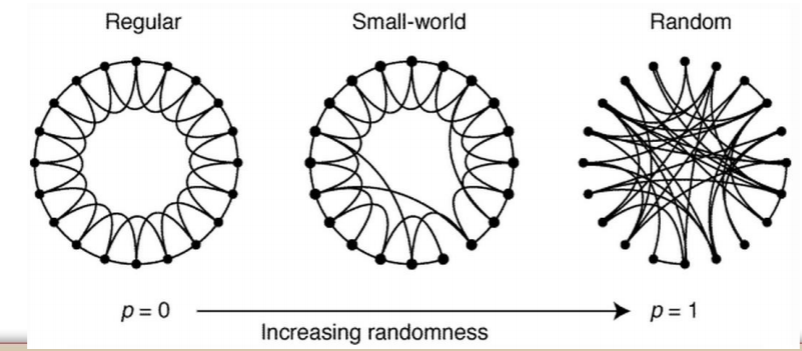 Regular
Small-world
Random
p = 0
p = 1
Increasing randomness